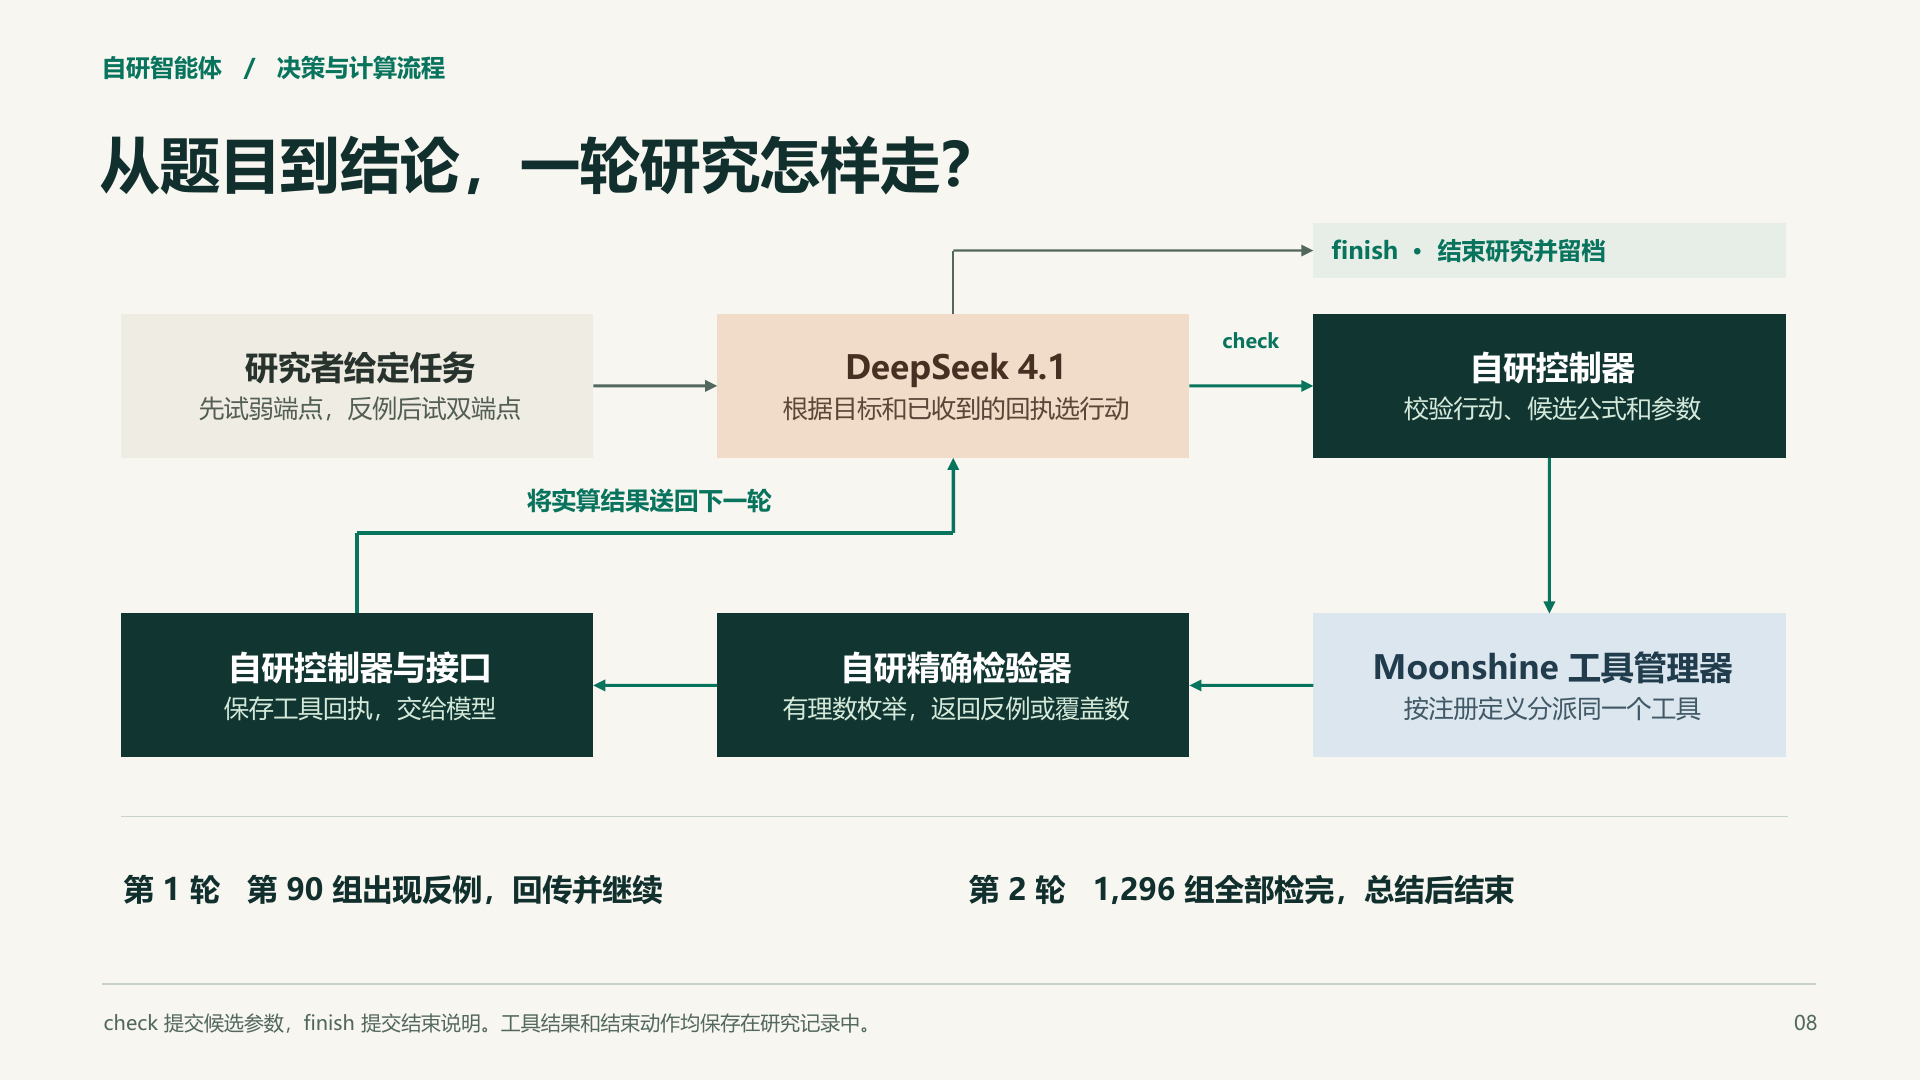 自研智能体 / 决策与计算流程
从题目到结论，一轮研究怎样走？
finish · 结束研究并留档
研究者给定任务
先试弱端点，反例后试双端点
DeepSeek 4.1
根据目标和已收到的回执选行动
check
自研控制器
校验行动、候选公式和参数
将实算结果送回下一轮
自研控制器与接口
保存工具回执，交给模型
自研精确检验器
有理数枚举，返回反例或覆盖数
Moonshine 工具管理器
按注册定义分派同一个工具
第 1 轮 第 90 组出现反例，回传并继续
第 2 轮 1,296 组全部检完，总结后结束
check 提交候选参数，finish 提交结束说明。工具结果和结束动作均保存在研究记录中。
08